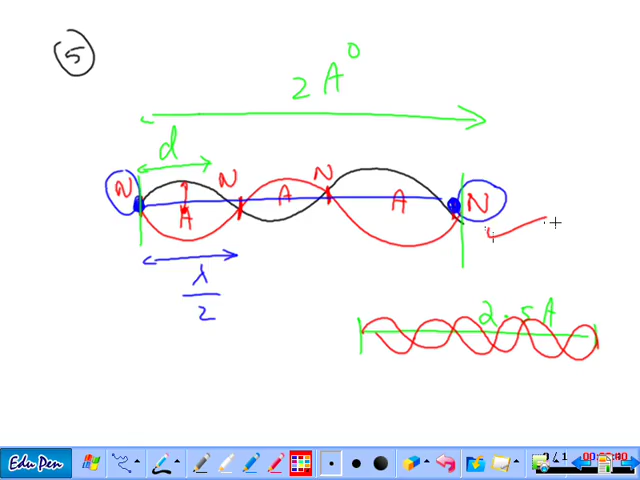 5
2 A°
d
N N N N
A A A
λ/2
2.5 A
Edu Pen